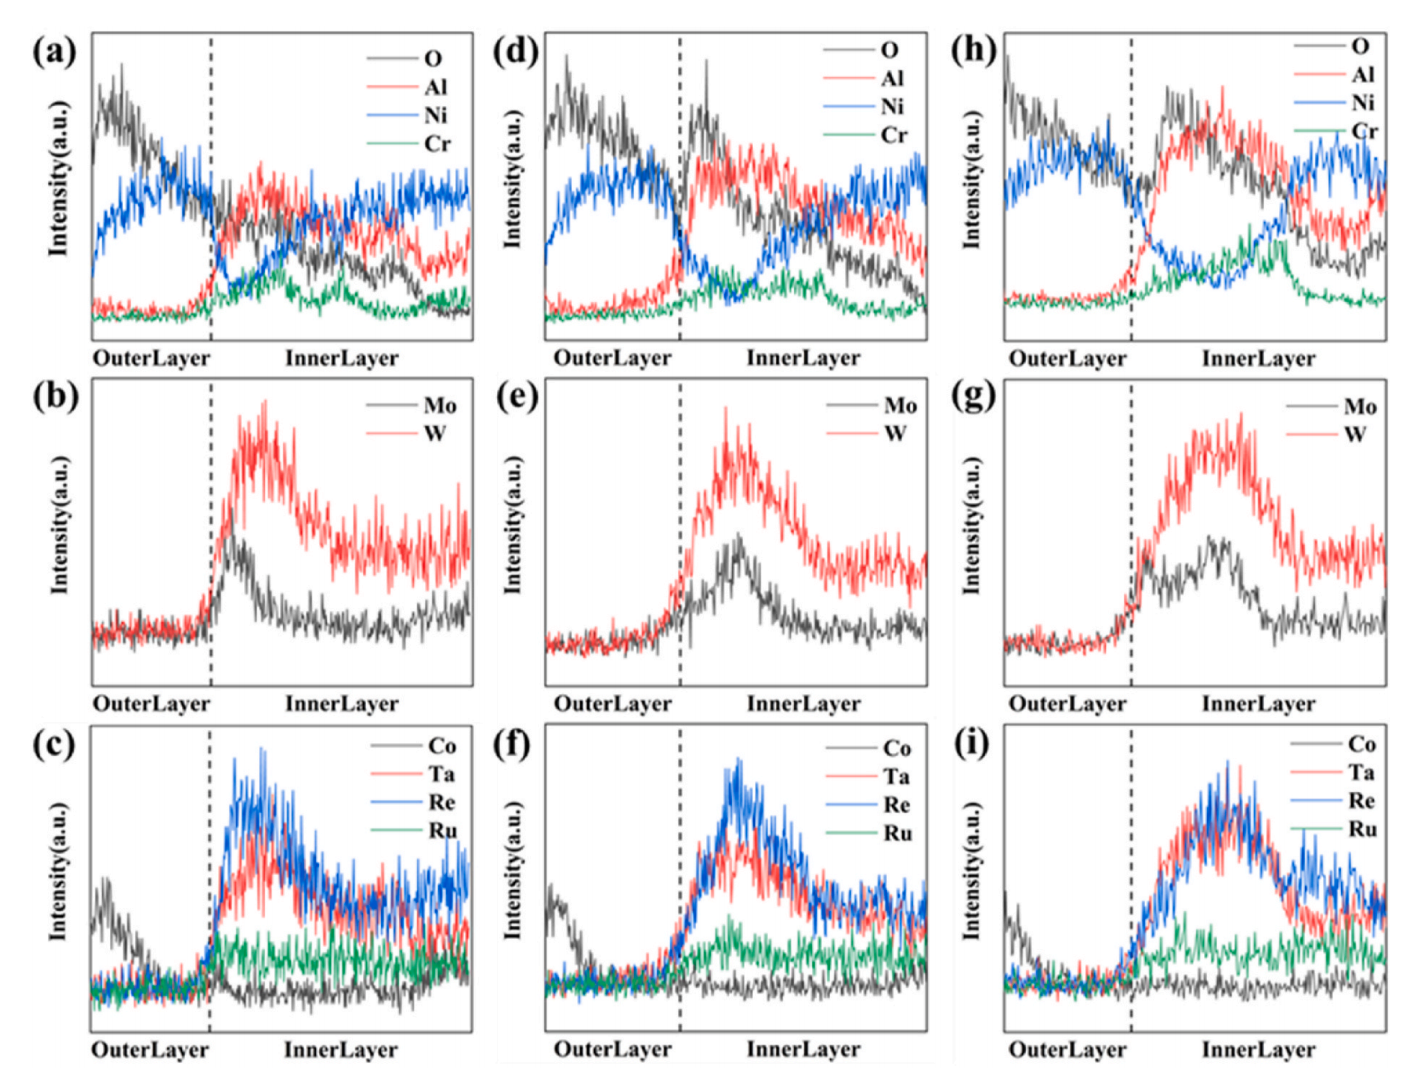 (a)
O
Al
Ni
Cr
Intensity(a.u.)
OuterLayer InnerLayer
(d)
O
Al
Ni
Cr
Intensity(a.u.)
OuterLayer InnerLayer
(h)
O
Al
Ni
Cr
Intensity(a.u.)
OuterLayer InnerLayer
(b)
Mo
W
Intensity(a.u.)
OuterLayer InnerLayer
(e)
Mo
W
Intensity(a.u.)
OuterLayer InnerLayer
(g)
Mo
W
Intensity(a.u.)
OuterLayer InnerLayer
(c)
Co
Ta
Re
Ru
Intensity(a.u.)
OuterLayer InnerLayer
(f)
Co
Ta
Re
Ru
Intensity(a.u.)
OuterLayer InnerLayer
(i)
Co
Ta
Re
Ru
Intensity(a.u.)
OuterLayer InnerLayer